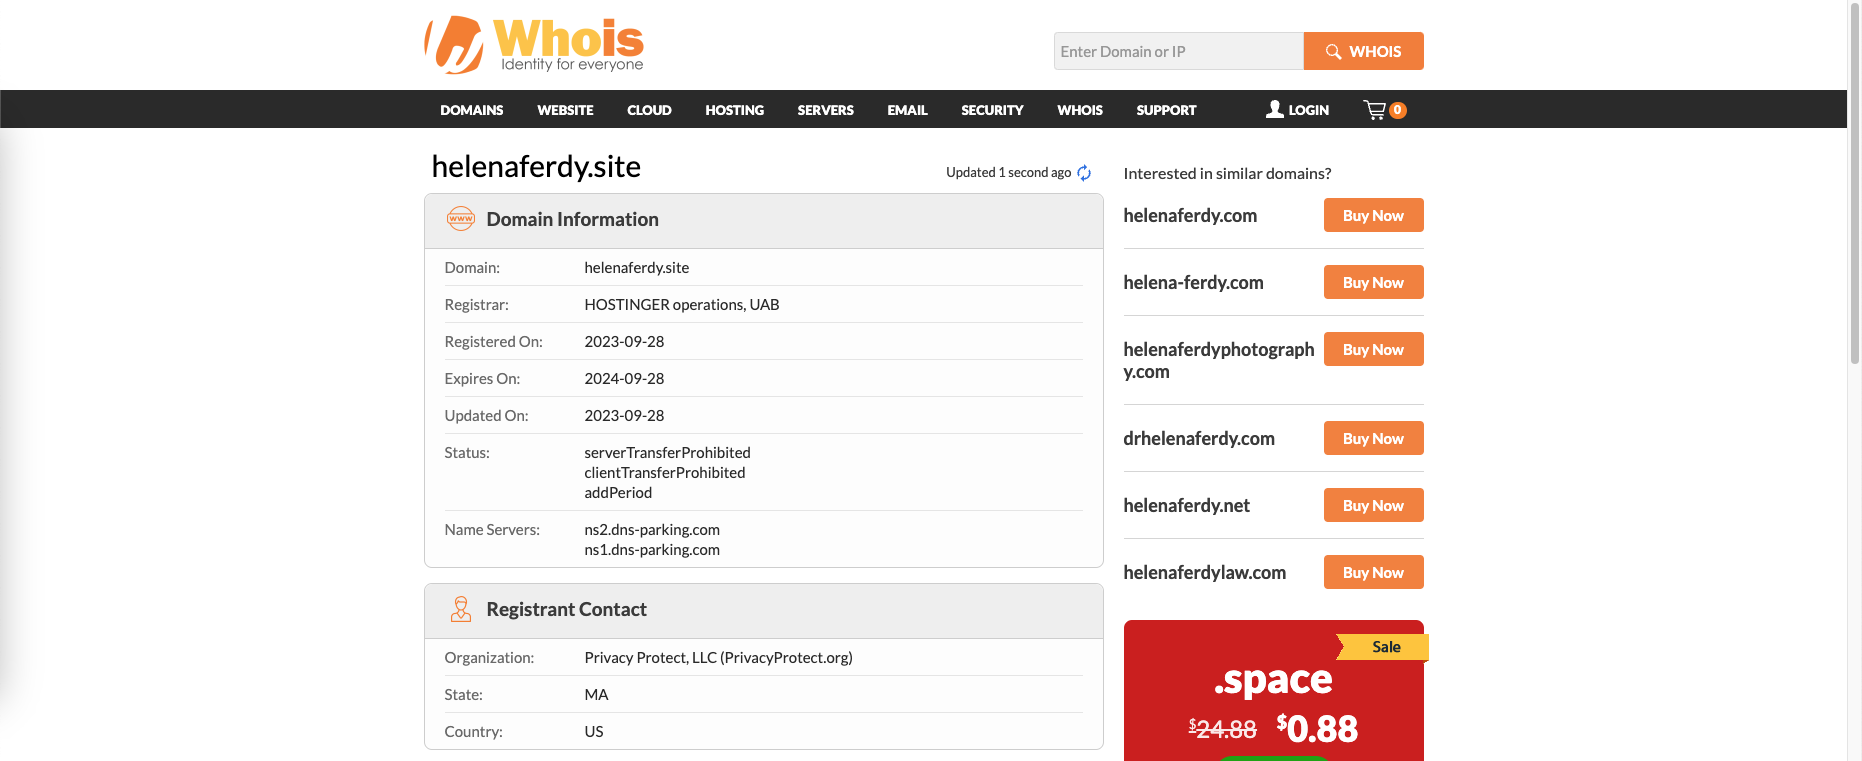 Whois
Identity for everyone
Enter Domain or IP
WHOIS
DOMAINS WEBSITE CLOUD HOSTING SERVERS EMAIL SECURITY WHOIS SUPPORT LOGIN 0
helenaferdy.site
Updated 1 second ago
www Domain Information
Domain: helenaferdy.site
Registrar: HOSTINGER operations, UAB
Registered On: 2023-09-28
Expires On: 2024-09-28
Updated On: 2023-09-28
Status: serverTransferProhibited
clientTransferProhibited
addPeriod
Name Servers: ns2.dns-parking.com
ns1.dns-parking.com
Registrant Contact
Organization: Privacy Protect, LLC (PrivacyProtect.org)
State: MA
Country: US
Interested in similar domains?
helenaferdy.com Buy Now
helena-ferdy.com Buy Now
helenaferdyphotograph Buy Now
y.com
drhelenaferdy.com Buy Now
helenaferdy.net Buy Now
helenaferdylaw.com Buy Now
Sale
.space
$24.88 $0.88